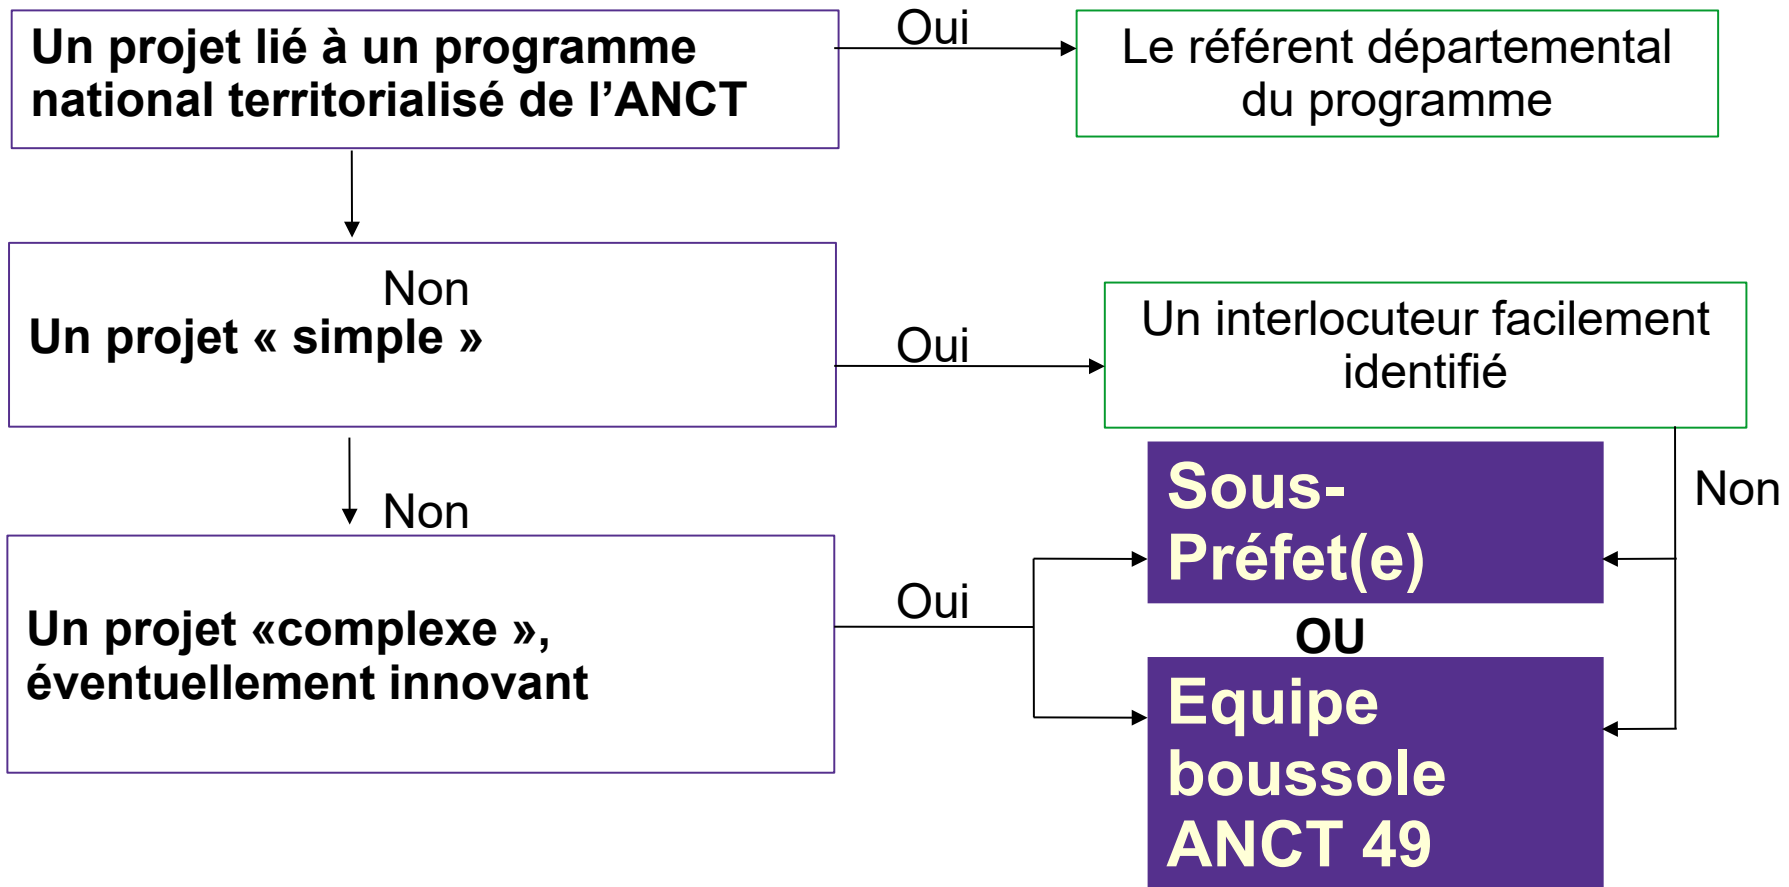 Un projet lié à un programme
national territorialisé de l’ANCT
Oui
Le référent départemental
du programme
Non
Un projet « simple »
Oui
Un interlocuteur facilement
identifié
Non
Non
Un projet «complexe »,
éventuellement innovant
Oui
Sous-
Préfet(e)
OU
Equipe
boussole
ANCT 49